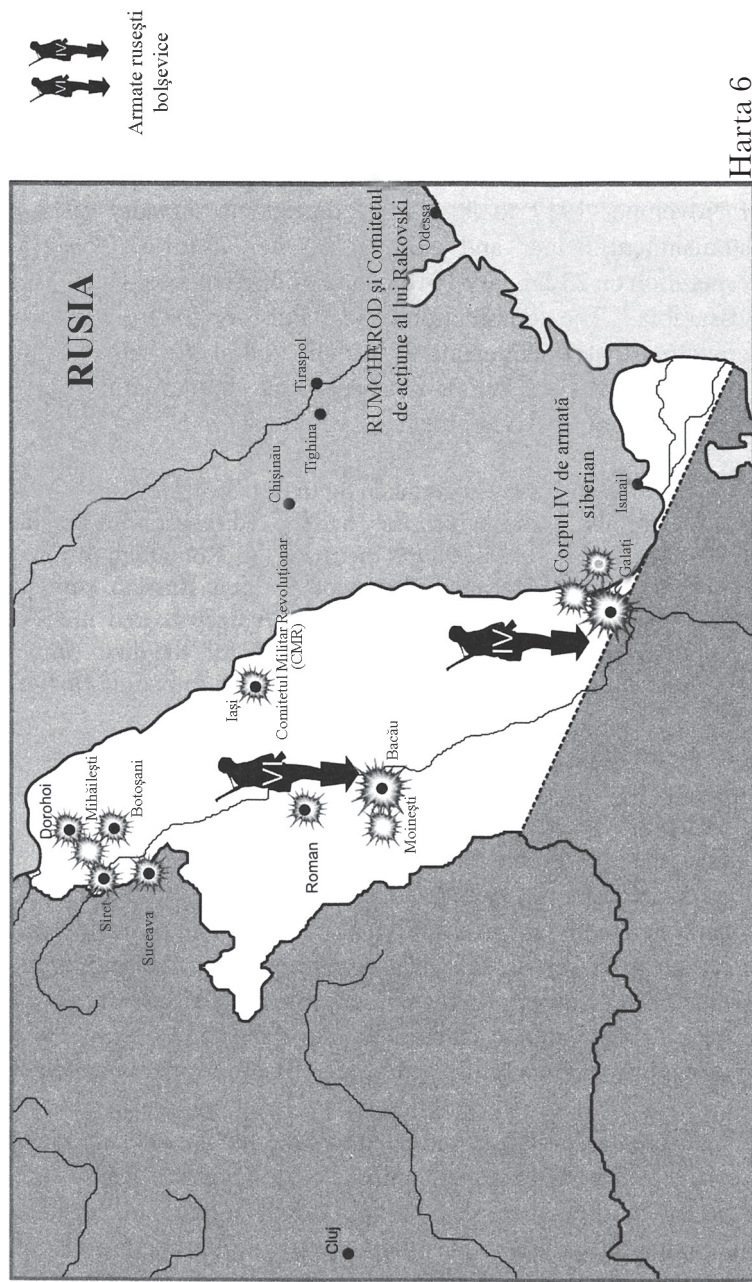 IV
VI
Armate rusești
bolșevice
Harta 6
RUSIA
Odessa
RUMCHEROD și Comitetul
de acțiune al lui Rakovski
Tiraspol
Tighina
Chișinău
Corpul IV de armată
siberian
Ismail
Galați
IV
Comitetul Militar Revoluționar
(CMR)
Iași
VI
Bacău
Moinești
Roman
Dorohoi
Mihăilești
Botoșani
Siret
Suceava
Cluj